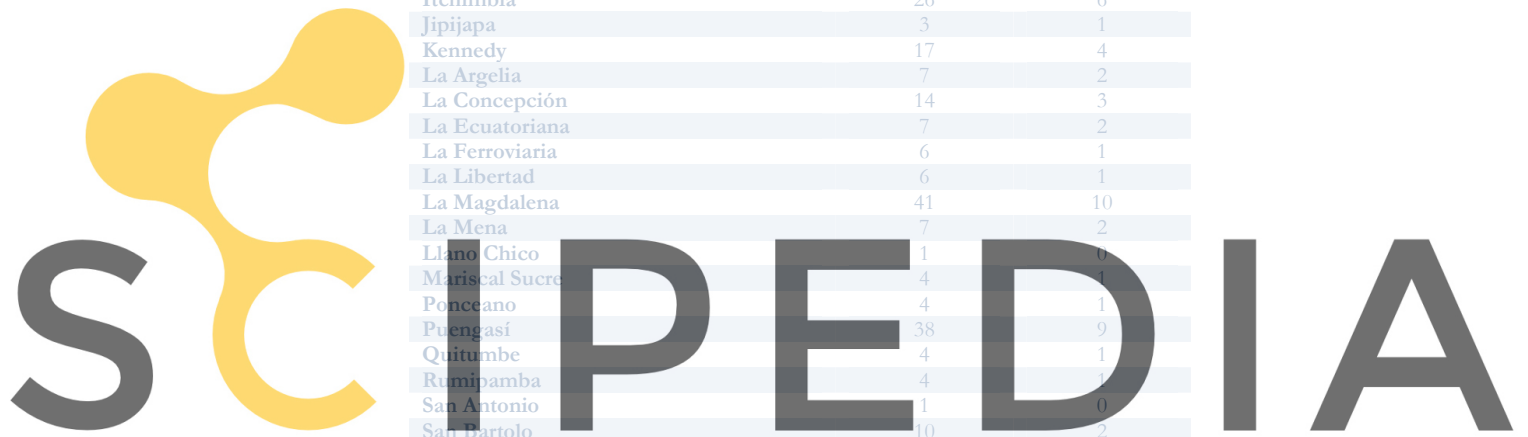 Itchimbía 26 6
Jipijapa 3 1
Kennedy 17 4
La Argelia 7 2
La Concepción 14 3
La Ecuatoriana 7 2
La Ferroviaria 6 1
La Libertad 6 1
La Magdalena 41 10
La Mena 7 2
Llano Chico 1 0
Mariscal Sucre 4 1
Ponceano 4 1
Puengasí 38 9
Quitumbe 4 1
Rumipamba 4 1
San Antonio 1 0
San Bartolo 10 2
SCIPEDIA